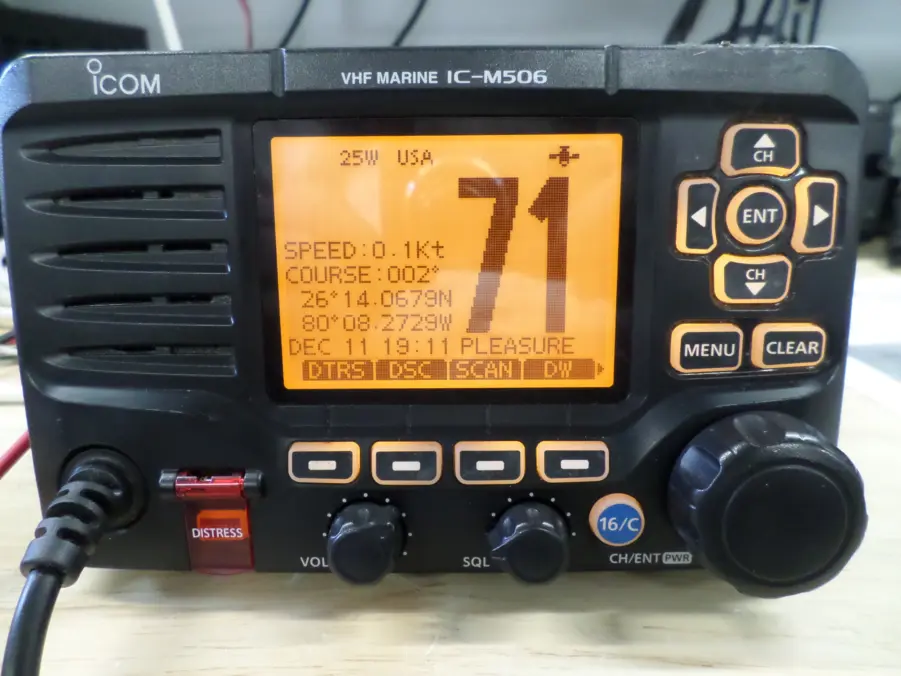 ICOM
VHF MARINE IC-M506
25W USA
71
SPEED:0.1Kt
COURSE:002°
26°14.0679N
80°08.2729W
DEC 11 19:11 PLEASURE
DTRS DSC SCAN DW
CH
ENT
CH
MENU CLEAR
DISTRESS
VOL
SQL
16/C
CH/ENT PWR